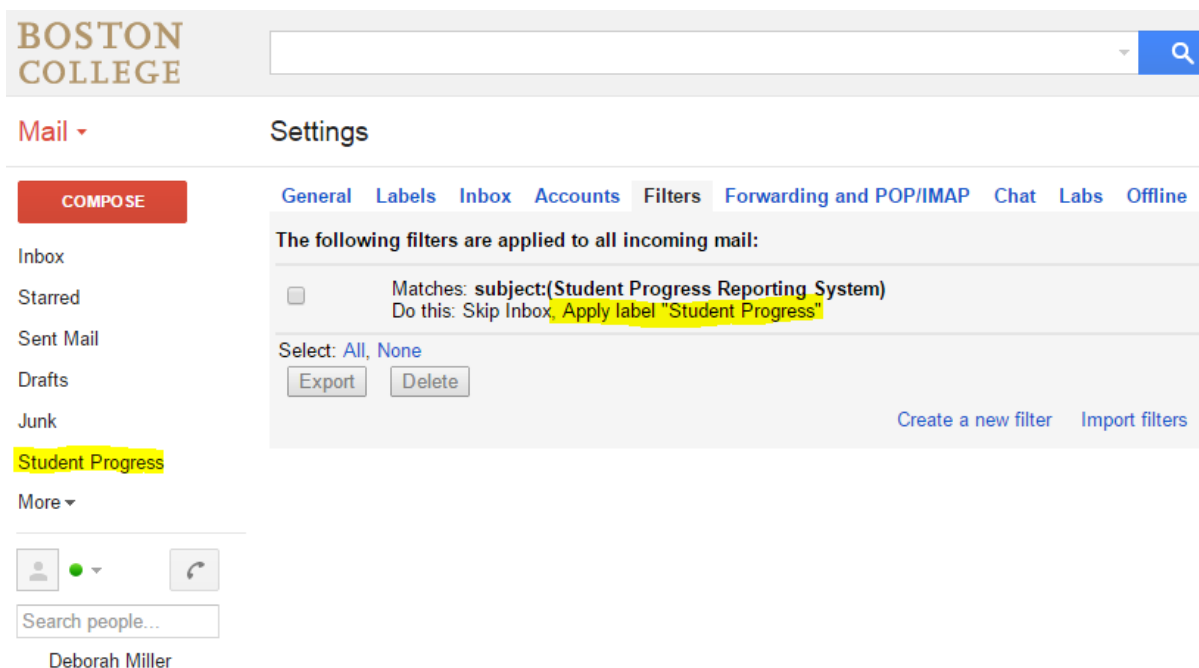 BOSTON
COLLEGE
Mail
Settings
COMPOSE
General Labels Inbox Accounts Filters Forwarding and POP/IMAP Chat Labs Offline
The following filters are applied to all incoming mail:
Inbox
Matches: subject:(Student Progress Reporting System)
Starred
Do this: Skip Inbox, Apply label "Student Progress"
Sent Mail
Select: All, None
Drafts
Export Delete
Junk
Create a new filter Import filters
Student Progress
More
Search people...
Deborah Miller